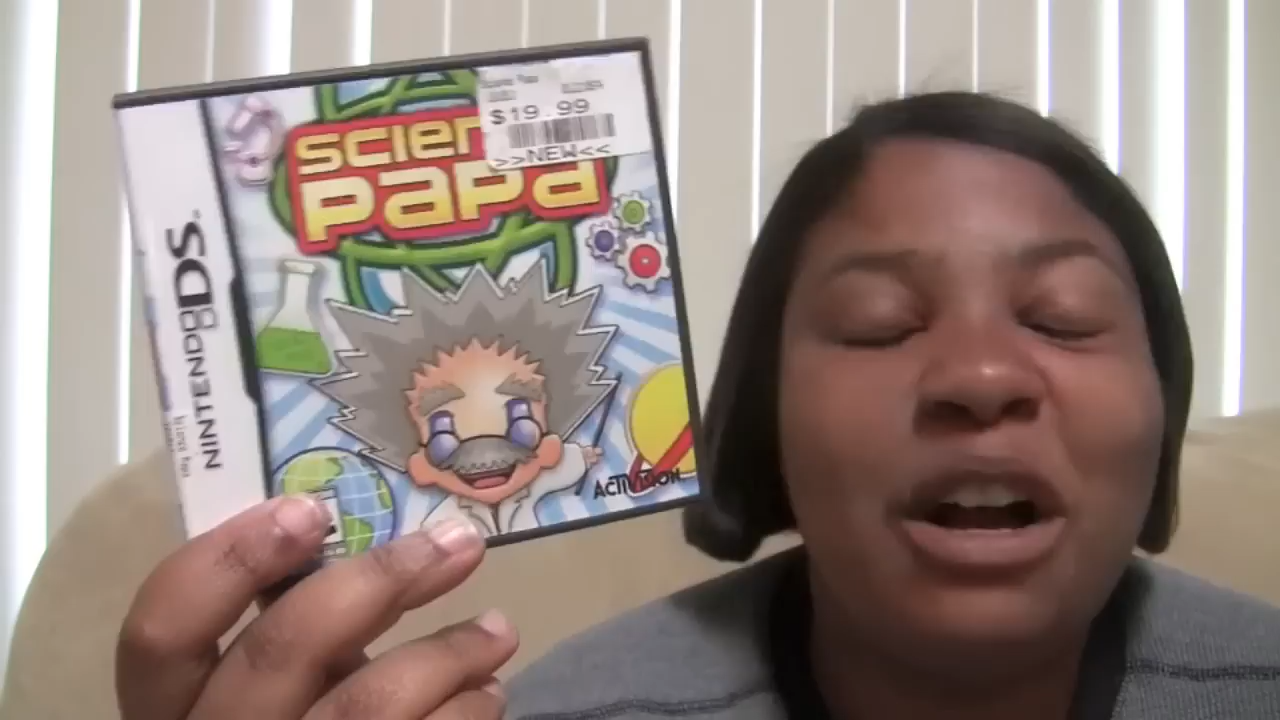 $19.99
>>NEW<<
scien
papa
NINTENDO DS
ACTIVISION